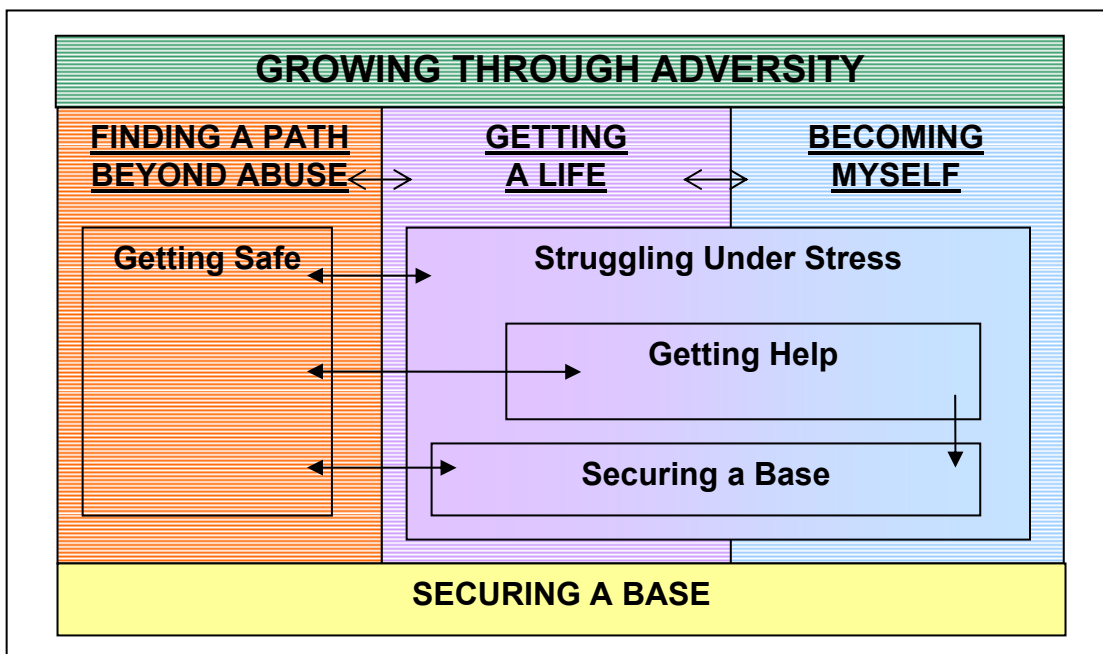 GROWING THROUGH ADVERSITY
FINDING A PATH
BEYOND ABUSE
GETTING
A LIFE
BECOMING
MYSELF
Getting Safe
Struggling Under Stress
Getting Help
Securing a Base
SECURING A BASE